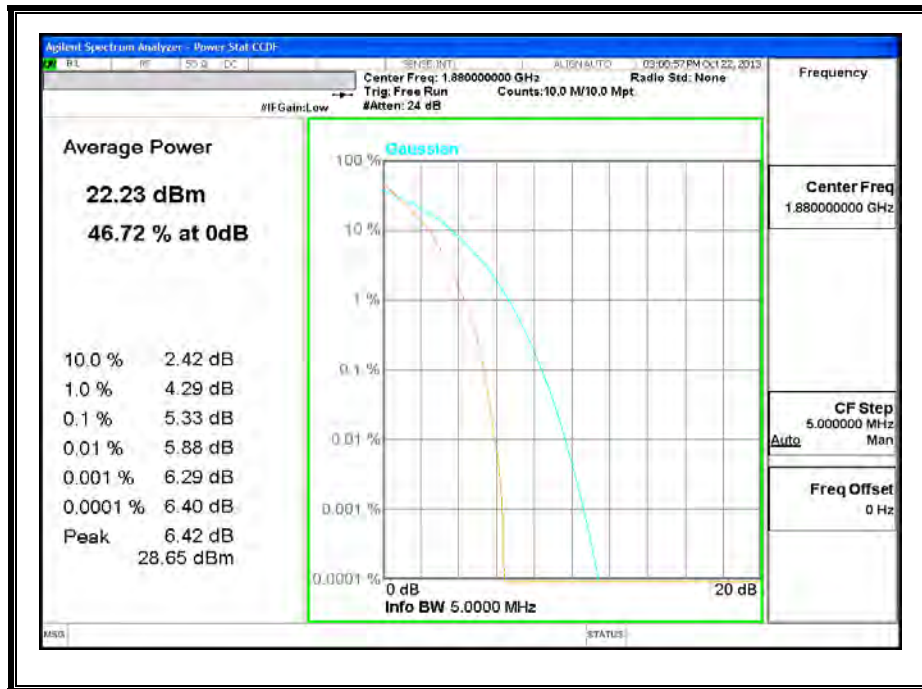 Agilent Spectrum Analyzer - Power Stat CCDF
RL RF 50 Ω DC SENSE:INT ALIGN AUTO 03:00:57 PM Oct 22, 2013
Center Freq: 1.880000000 GHz Radio Std: None
Trig: Free Run Counts:10.0 M/10.0 Mpt
#IFGain:Low #Atten: 24 dB
Frequency
Average Power
22.23 dBm
46.72 % at 0dB
10.0 % 2.42 dB
1.0 % 4.29 dB
0.1 % 5.33 dB
0.01 % 5.88 dB
0.001 % 6.29 dB
0.0001 % 6.40 dB
Peak 6.42 dB
28.65 dBm
Gaussian
100 %
10 %
1 %
0.1 %
0.01 %
0.001 %
0.0001 %
0 dB 20 dB
Info BW 5.0000 MHz
Center Freq
1.880000000 GHz
CF Step
5.000000 MHz
Auto Man
Freq Offset
0 Hz
MSG STATUS